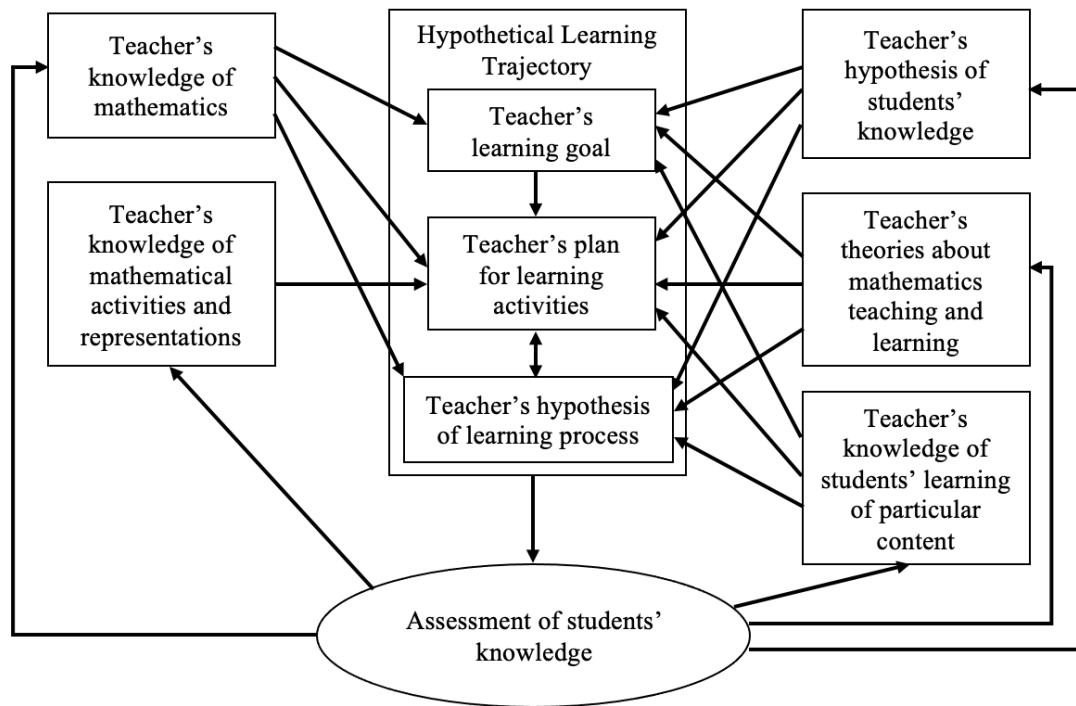 Teacher’s
knowledge of
mathematics
Teacher’s
knowledge of
mathematical
activities and
representations
Hypothetical Learning
Trajectory
Teacher’s
learning goal
Teacher’s plan
for learning
activities
Teacher’s hypothesis
of learning process
Teacher’s
hypothesis of
students’
knowledge
Teacher’s
theories about
mathematics
teaching and
learning
Teacher’s
knowledge of
students’ learning
of particular
content
Assessment of students’
knowledge